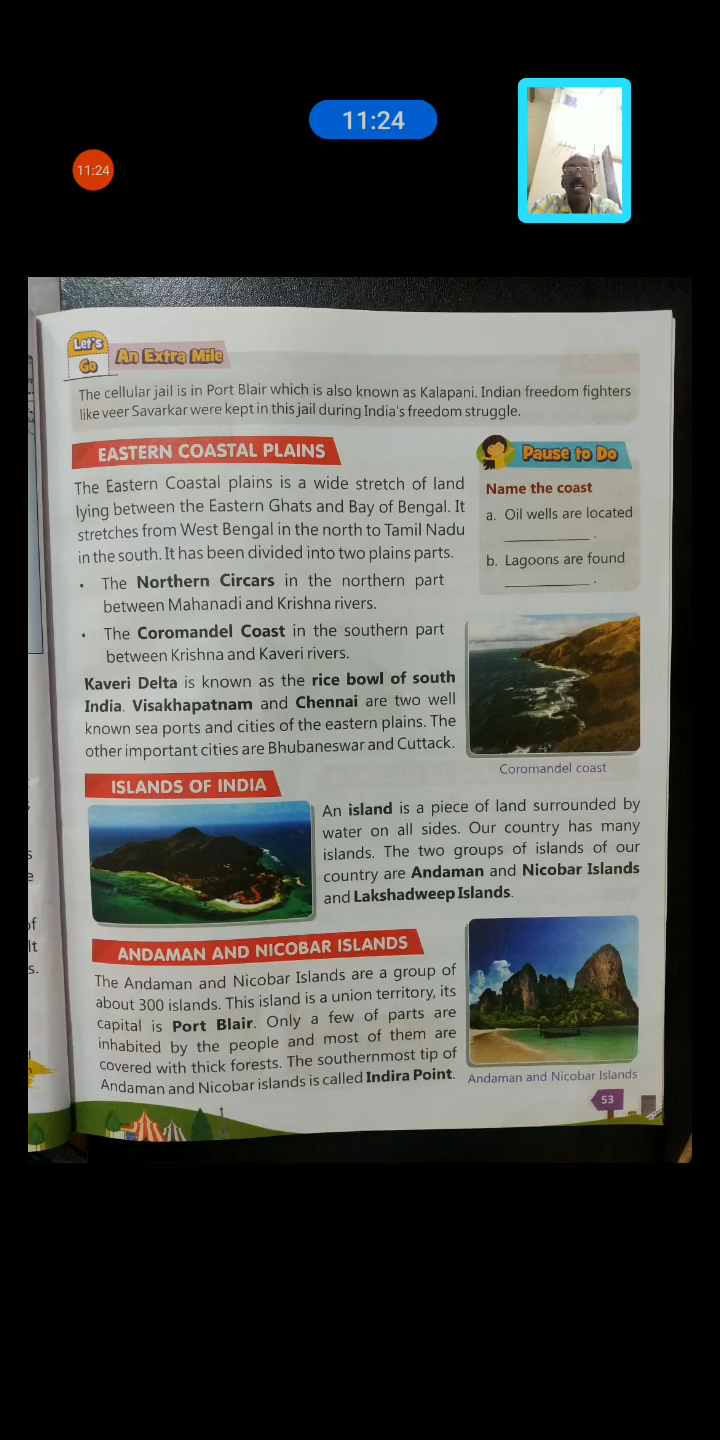 11:24
11:24
Let's
Go
An Extra Mile
The cellular jail is in Port Blair which is also known as Kalapani. Indian freedom fighters
like veer Savarkar were kept in this jail during India's freedom struggle.
EASTERN COASTAL PLAINS
The Eastern Coastal plains is a wide stretch of land
lying between the Eastern Ghats and Bay of Bengal. It
stretches from West Bengal in the north to Tamil Nadu
in the south. It has been divided into two plains parts.
• The Northern Circars in the northern part
between Mahanadi and Krishna rivers.
• The Coromandel Coast in the southern part
between Krishna and Kaveri rivers.
Kaveri Delta is known as the rice bowl of south
India. Visakhapatnam and Chennai are two well
known sea ports and cities of the eastern plains. The
other important cities are Bhubaneswar and Cuttack.
Pause to Do
Name the coast
a. Oil wells are located
____________ .
b. Lagoons are found
____________ .
Coromandel coast
ISLANDS OF INDIA
An island is a piece of land surrounded by
water on all sides. Our country has many
islands. The two groups of islands of our
country are Andaman and Nicobar Islands
and Lakshadweep Islands.
ANDAMAN AND NICOBAR ISLANDS
The Andaman and Nicobar Islands are a group of
about 300 islands. This island is a union territory, its
capital is Port Blair. Only a few of parts are
inhabited by the people and most of them are
covered with thick forests. The southernmost tip of
Andaman and Nicobar islands is called Indira Point.
Andaman and Nicobar Islands
53